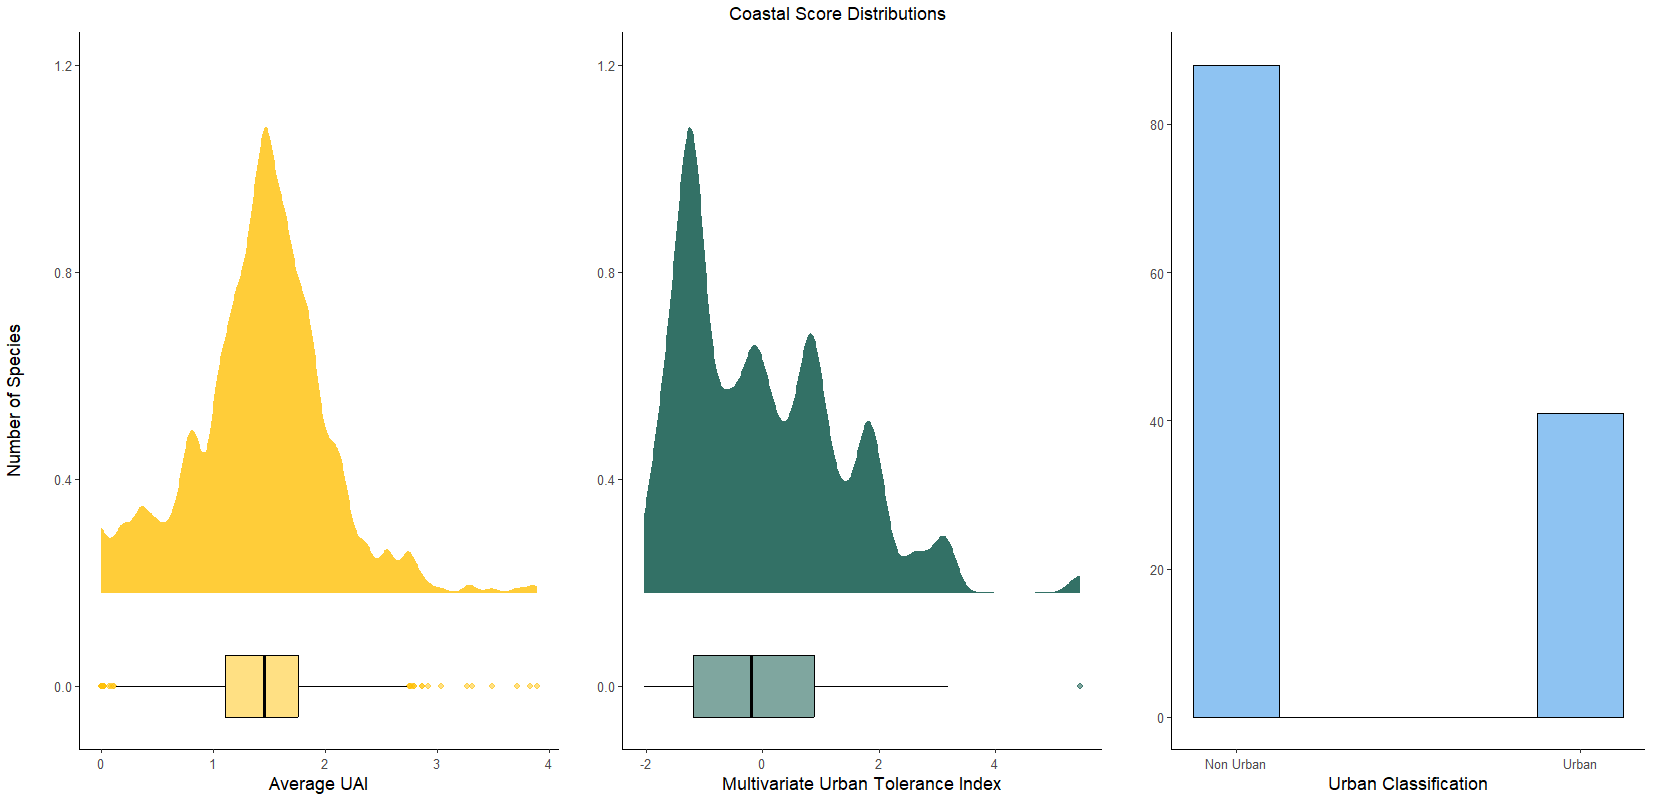 Coastal Score Distributions
Number of Species
1.2
0.8
0.4
0.0
0 1 2 3 4
Average UAI
1.2
0.8
0.4
0.0
-2 0 2 4
Multivariate Urban Tolerance Index
80
60
40
20
0
Non Urban Urban
Urban Classification